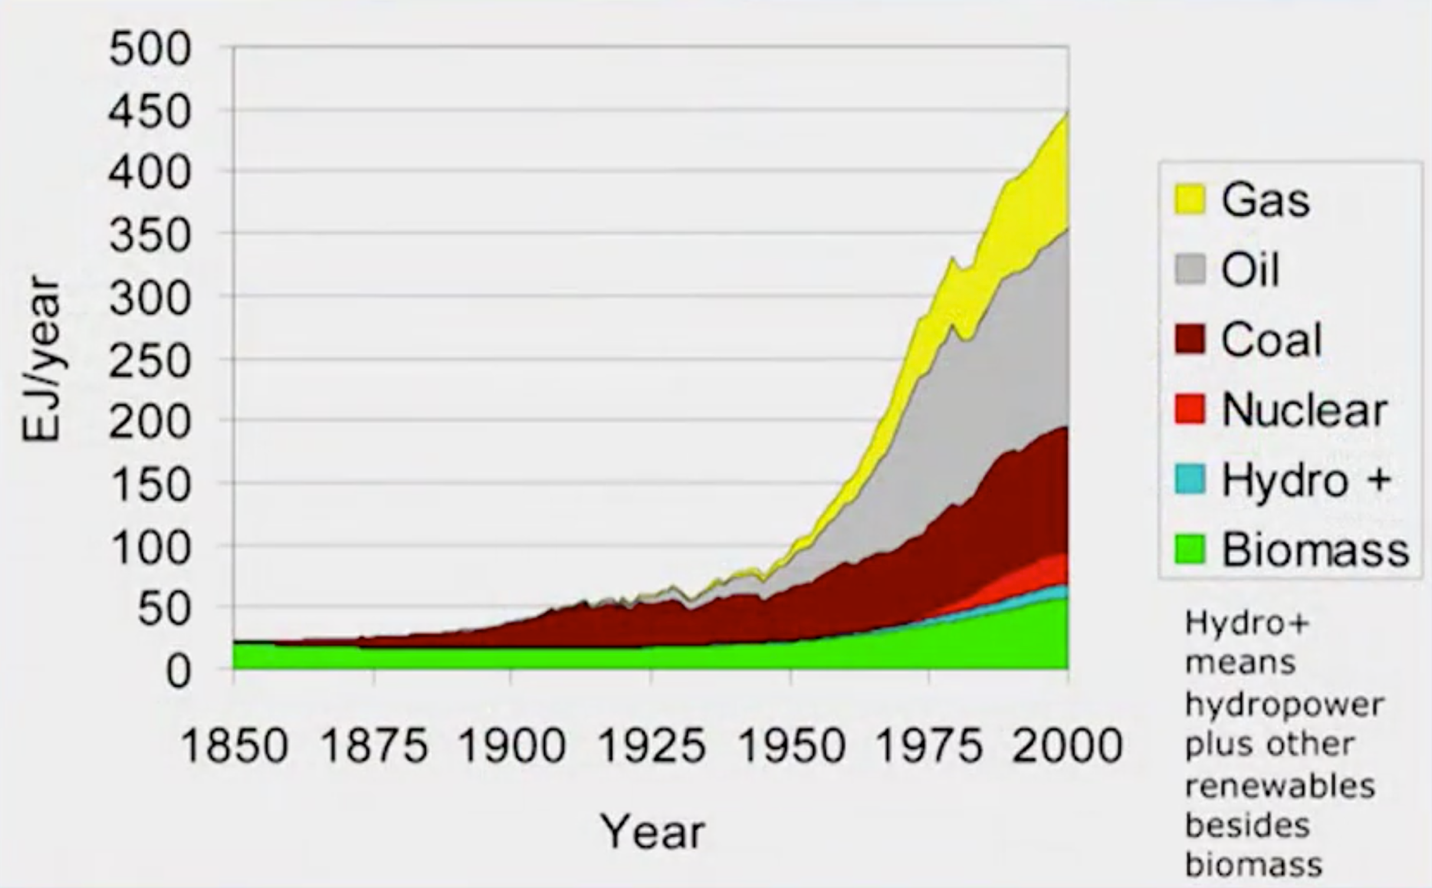 500
450
400
350
300
250
200
150
100
50
0
EJ/year
1850 1875 1900 1925 1950 1975 2000
Year
Gas
Oil
Coal
Nuclear
Hydro +
Biomass
Hydro+
means
hydropower
plus other
renewables
besides
biomass